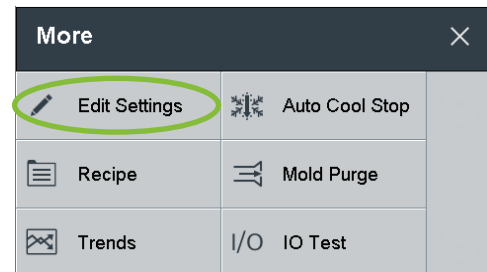 More
Edit Settings Auto Cool Stop
Recipe Mold Purge
Trends I/O IO Test